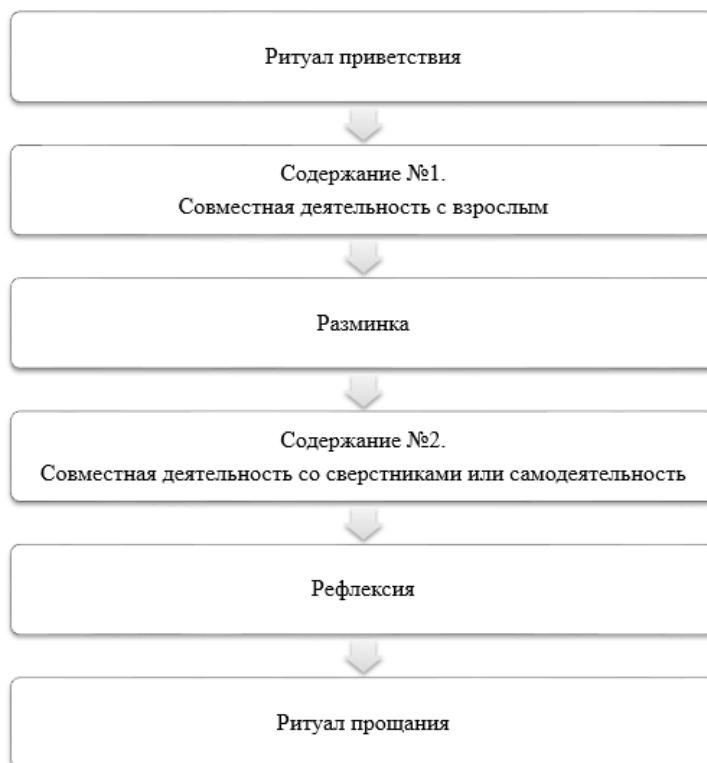 Ритуал приветствия
Содержание №1.
Совместная деятельность с взрослым
Разминка
Содержание №2.
Совместная деятельность со сверстниками или самодеятельность
Рефлексия
Ритуал прощания